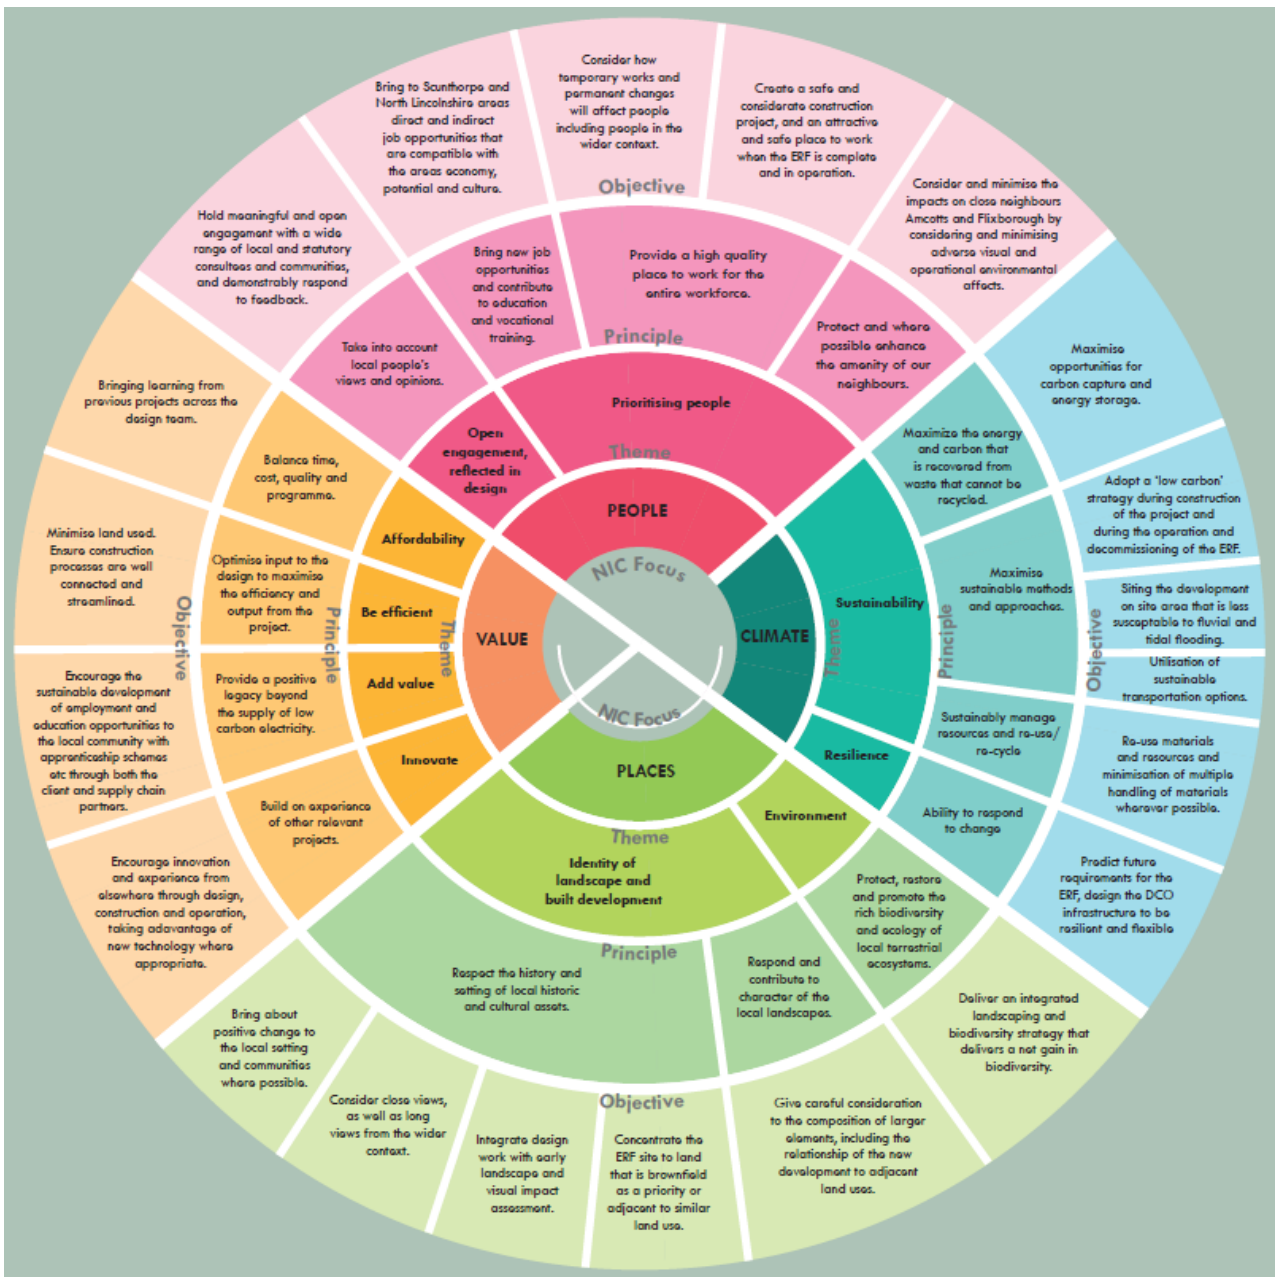 Consider how
temporary works and
permanent changes
will affect people
including people in the
wider context.
Bring to Scunthorpe and
North Lincolnshire areas
direct and indirect
job opportunities that
are compatible with
the areas economy,
potential and culture.
Create a safe and
considerate construction
project, and an attractive
and safe place to work
when the ERF is complete
and in operation.
Hold meaningful and open
engagement with a wide
range of local and statutory
consultees and communities,
and demonstrably respond
to feedback.
Consider and minimise the
impacts on close neighbours
Amcotts and Flixborough by
considering and minimising
adverse visual and
operational environmental
affects.
Objective
Bring new job
opportunities
and contribute
to education
and vocational
training.
Provide a high quality
place to work for the
entire workforce.
Take into account
local people's
views and opinions.
Protect and where
possible enhance
the amenity of our
neighbours.
Principle
Open
engagement,
reflected in
design
Prioritising people
Theme
PEOPLE
NIC Focus
Maximise
opportunities for
carbon capture and
energy storage.
Adopt a 'low carbon'
strategy during construction
of the project and
during the operation and
decommissioning of the ERF.
Siting the development
on site area that is less
susceptable to fluvial and
tidal flooding.
Utilisation of
sustainable
transportation options.
Re-use materials
and resources and
minimisation of multiple
handling of materials
wherever possible.
Predict future
requirements for the
ERF, design the DCO
infrastructure to be
resilient and flexible
Objective
Maximize the energy
and carbon that
is recovered from
waste that cannot be
recycled.
Maximise
sustainable methods
and approaches.
Sustainably manage
resources and re-use/
re-cycle
Ability to respond
to change
Principle
Sustainability
Resilience
Theme
CLIMATE
Bringing learning from
previous projects across the
design team.
Minimise land used.
Ensure construction
processes are well
connected and
streamlined.
Encourage the
sustainable development
of employment and
education opportunities to
the local community with
apprenticeship schemes
etc through both the
client and supply chain
partners.
Encourage innovation
and experience from
elsewhere through design,
construction and operation,
taking adavantage of
new technology where
appropriate.
Objective
Balance time,
cost, quality and
programme.
Optimise input to the
design to maximise
the efficiency and
output from the
project.
Provide a positive
legacy beyond
the supply of low
carbon electricity.
Build on experience
of other relevant
projects.
Principle
Affordability
Be efficient
Add value
Innovate
Theme
VALUE
NIC Focus
PLACES
Theme
Identity of
landscape and
built development
Environment
Principle
Respect the history and
setting of local historic
and cultural assets.
Respond and
contribute to
character of the
local landscapes.
Protect, restore
and promote the
rich biodiversity
and ecology of
local terrestrial
ecosystems.
Objective
Bring about
positive change to
the local setting
and communities
where possible.
Consider close views,
as well as long
views from the wider
context.
Integrate design
work with early
landscape and
visual impact
assessment.
Concentrate the
ERF site to land
that is brownfield
as a priority or
adjacent to similar
land use.
Give careful consideration
to the composition of larger
elements, including the
relationship of the new
development to adjacent
land uses.
Deliver an integrated
landscaping and
biodiversity strategy that
delivers a net gain in
biodiversity.